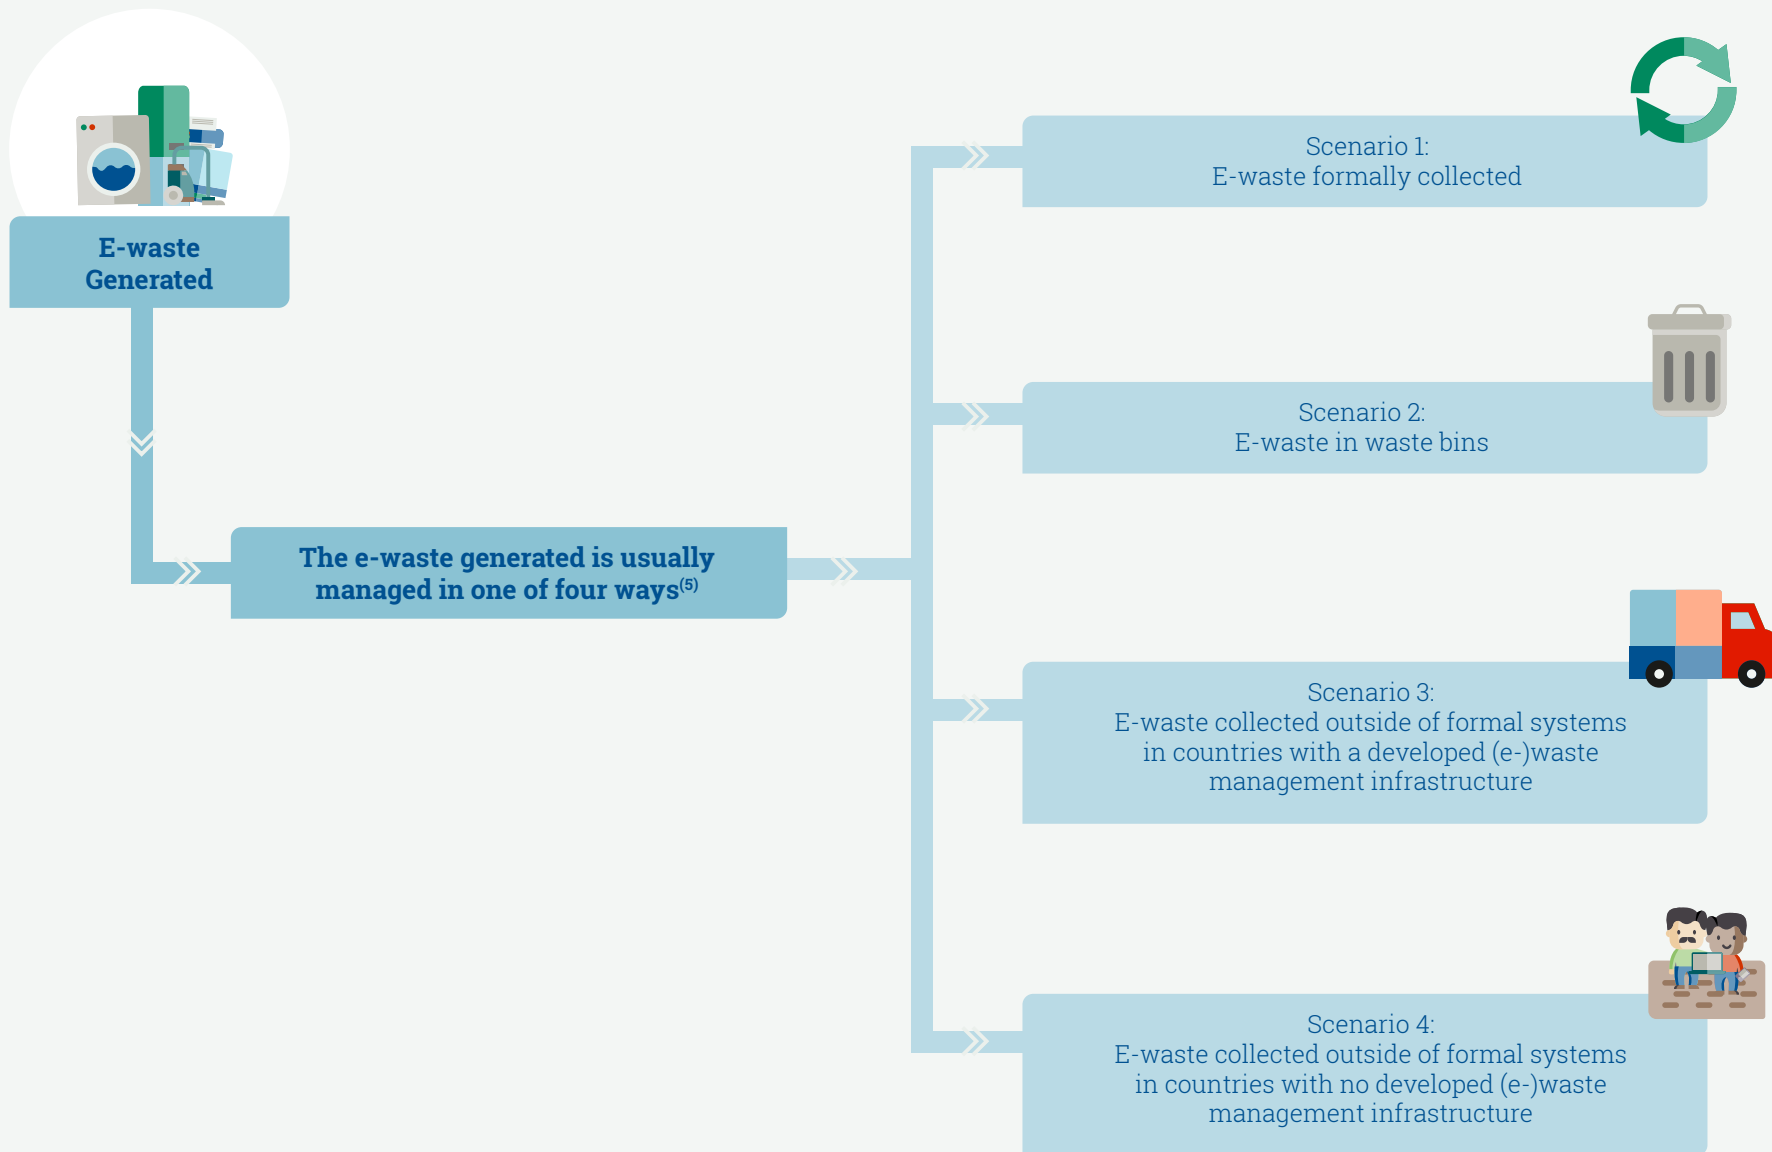 E-waste
Generated
The e-waste generated is usually
managed in one of four ways(5)
Scenario 1:
E-waste formally collected
Scenario 2:
E-waste in waste bins
Scenario 3:
E-waste collected outside of formal systems
in countries with a developed (e-)waste
management infrastructure
Scenario 4:
E-waste collected outside of formal systems
in countries with no developed (e-)waste
management infrastructure